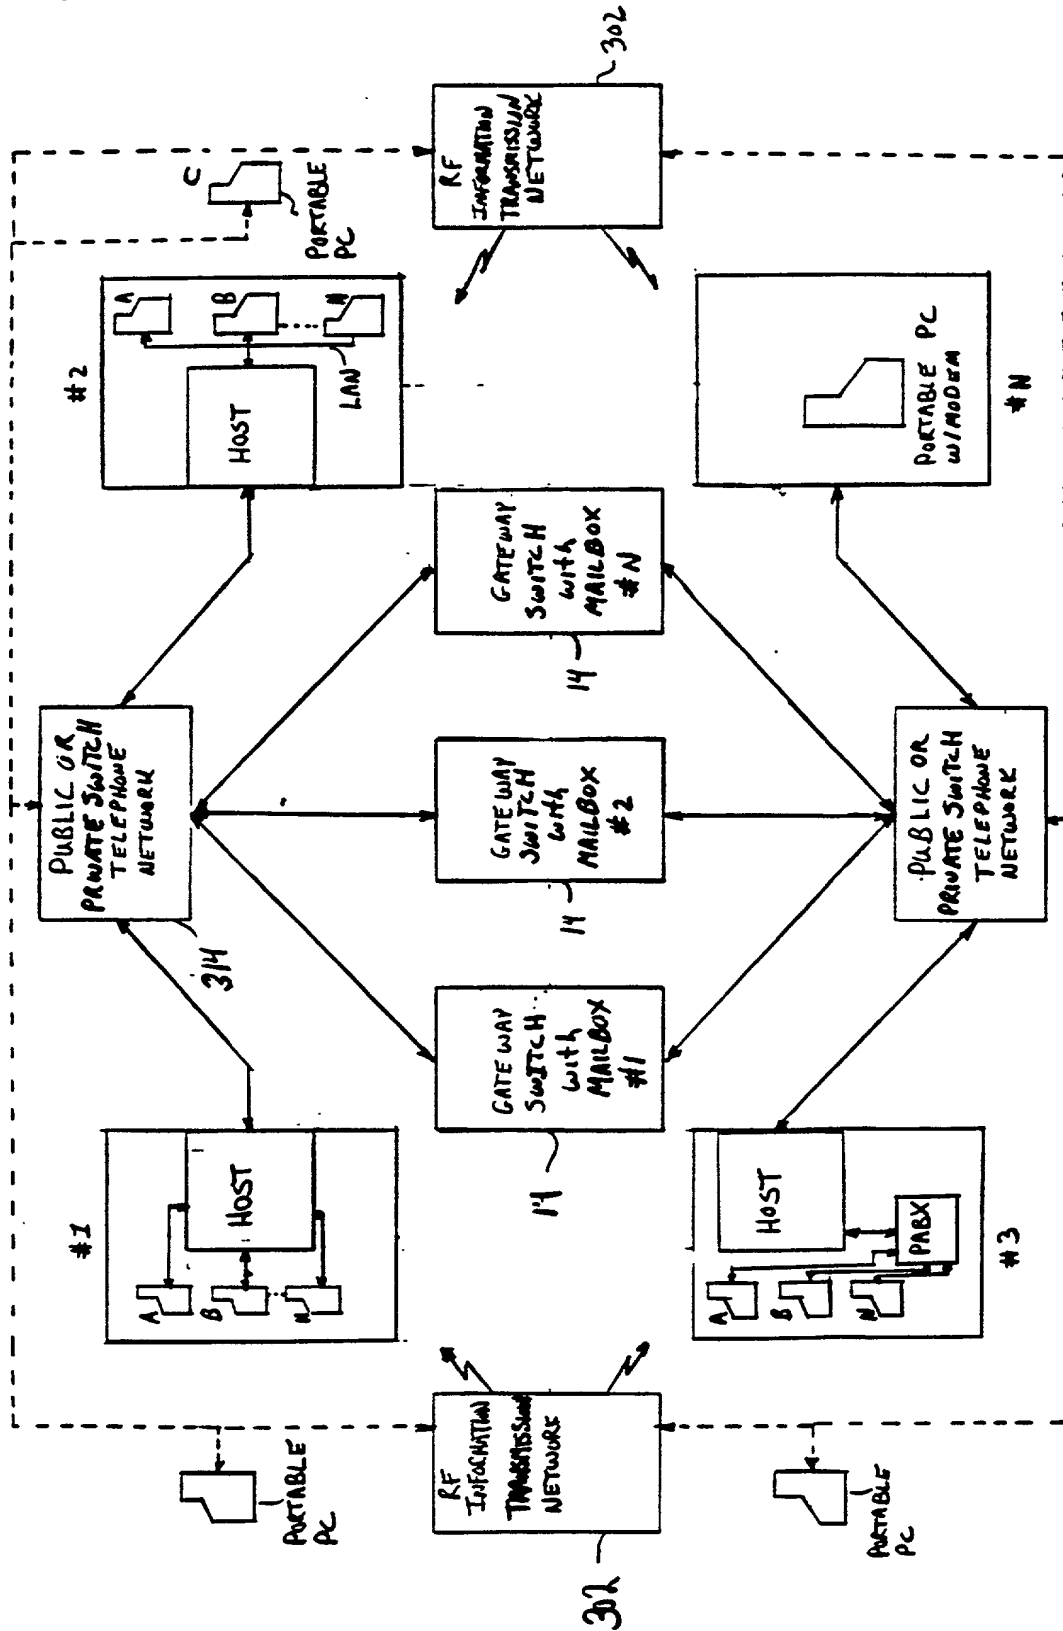 #1
A
B
N
HOST
PUBLIC OR
PRIVATE SWITCH
TELEPHONE
NETWORK
314
#2
HOST
A
B
N
LAN
C
PORTABLE
PC
PORTABLE
PC
RF
INFORMATION
TRANSMISSION
NETWORK
302
GATEWAY
SWITCH
with
MAILBOX
#1
14
GATEWAY
SWITCH
with
MAILBOX
#2
14
GATEWAY
SWITCH
with
MAILBOX
#N
14
RF
INFORMATION
TRANSMISSION
NETWORK
302
PORTABLE
PC
A
B
N
HOST
PABX
#3
PUBLIC OR
PRIVATE SWITCH
TELEPHONE
NETWORK
PORTABLE PC
W/MODEM
#N